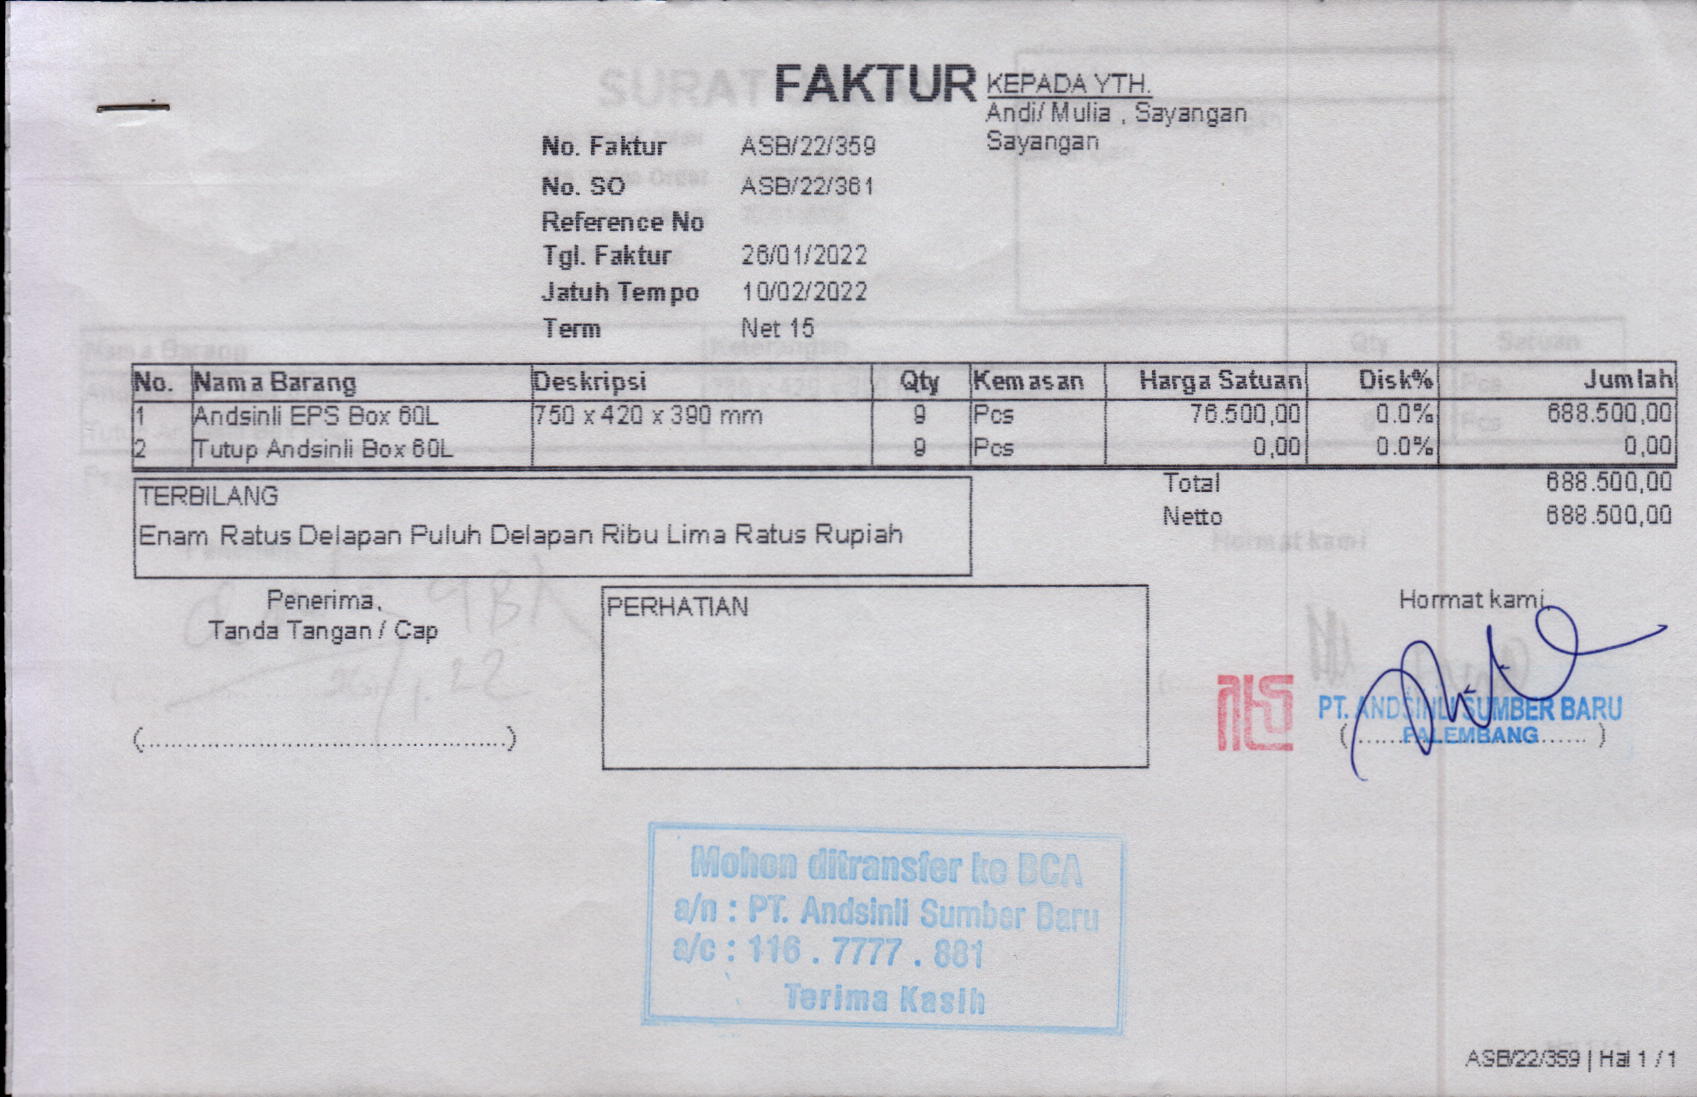 FAKTUR
KEPADA YTH.
Andi/ Mulia , Sayangan
Sayangan
No. Faktur ASB/22/359
No. SO ASB/22/361
Reference No
Tgl. Faktur 26/01/2022
Jatuh Tempo 10/02/2022
Term Net 15
No. Nama Barang Deskripsi Qty Kemasan Harga Satuan Disk% Jumlah
1 Andsinli EPS Box 60L 750 x 420 x 390 mm 9 Pcs 76.500,00 0.0% 688.500,00
2 Tutup Andsinli Box 60L 9 Pcs 0,00 0.0% 0,00
Total 688.500,00
Netto 688.500,00
TERBILANG
Enam Ratus Delapan Puluh Delapan Ribu Lima Ratus Rupiah
Penerima,
Tanda Tangan / Cap
(..............................................)
PERHATIAN
Hormat kami,
PT. ANDSINLI SUMBER BARU
PALEMBANG
Mohon ditransfer ke BCA
a/n : PT. Andsinli Sumber Baru
a/c : 116 . 7777 . 881
Terima Kasih
ASB/22/359 | Hal 1 / 1